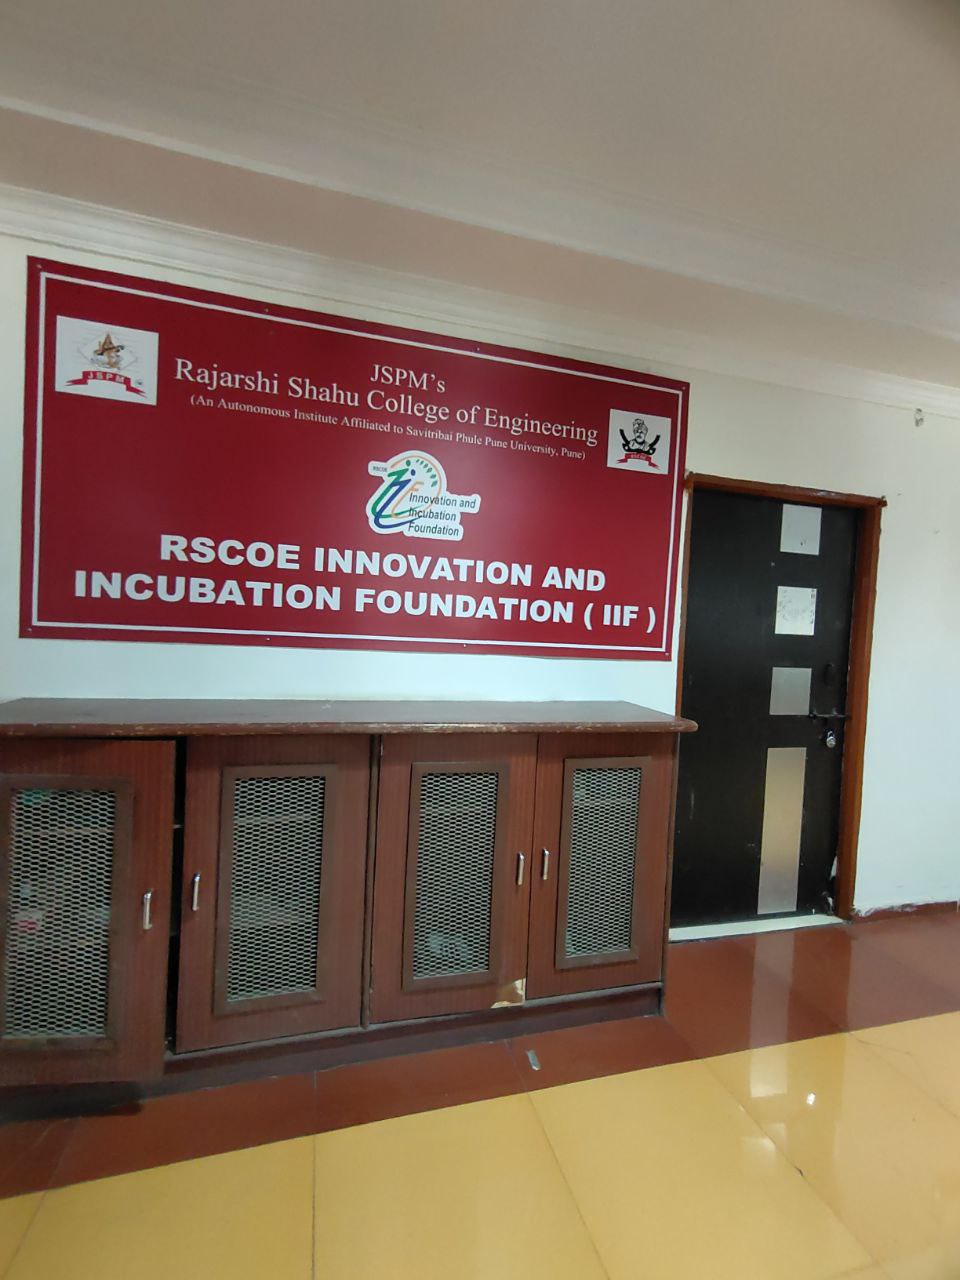 JSPM
JSPM's
Rajarshi Shahu College of Engineering
(An Autonomous Institute Affiliated to Savitribai Phule Pune University, Pune)
RSCOE
RSCOE
Innovation and
Incubation
Foundation
RSCOE INNOVATION AND
INCUBATION FOUNDATION ( IIF )